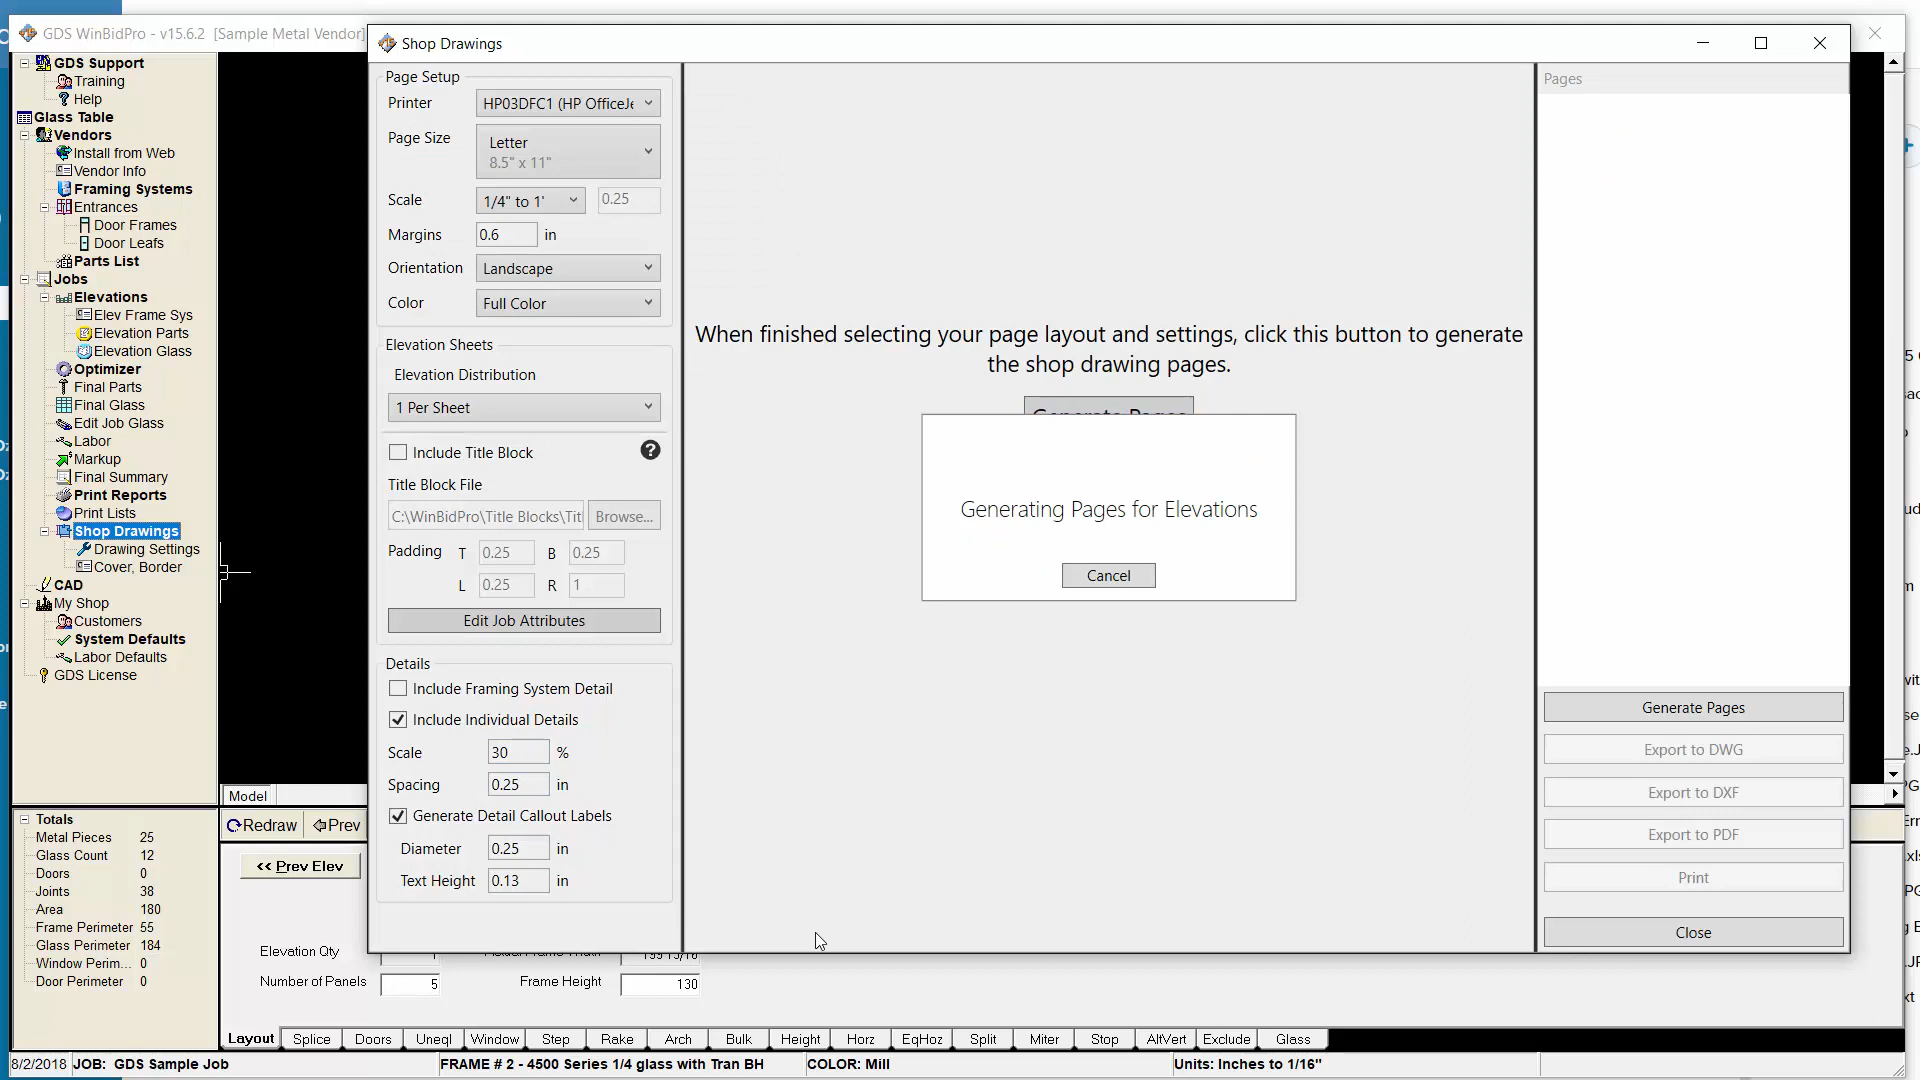 GDS WinBidPro - v15.6.2 [Sample Metal Vendor]
Shop Drawings
GDS Support
Training
Help
Glass Table
Vendors
Install from Web
Vendor Info
Framing Systems
Entrances
Door Frames
Door Leafs
Parts List
Jobs
Elevations
Elev Frame Sys
Elevation Parts
Elevation Glass
Optimizer
Final Parts
Final Glass
Edit Job Glass
Labor
Markup
Final Summary
Print Reports
Print Lists
Shop Drawings
Drawing Settings
Cover, Border
CAD
My Shop
Customers
System Defaults
Labor Defaults
GDS License
Totals
Metal Pieces 25
Glass Count 12
Doors 0
Joints 38
Area 180
Frame Perimeter 55
Glass Perimeter 184
Window Perim... 0
Door Perimeter 0
Page Setup
Printer HP03DFC1 (HP OfficeJe
Page Size Letter
8.5" x 11"
Scale 1/4" to 1' 0.25
Margins 0.6 in
Orientation Landscape
Color Full Color
Elevation Sheets
Elevation Distribution
1 Per Sheet
Include Title Block
Title Block File
C:\WinBidPro\Title Blocks\Tit Browse...
Padding T 0.25 B 0.25
L 0.25 R 1
Edit Job Attributes
Details
Include Framing System Detail
Include Individual Details
Scale 30 %
Spacing 0.25 in
Generate Detail Callout Labels
Diameter 0.25 in
Text Height 0.13 in
When finished selecting your page layout and settings, click this button to generate
the shop drawing pages.
Generate Pages
Generating Pages for Elevations
Cancel
Pages
Generate Pages
Export to DWG
Export to DXF
Export to PDF
Print
Close
Model
Redraw Prev
<< Prev Elev
Elevation Qty
Number of Panels 5 Frame Height 130
Layout Splice Doors Uneql Window Step Rake Arch Bulk Height Horz EqHoz Split Miter Stop AltVert Exclude Glass
8/2/2018 JOB: GDS Sample Job FRAME # 2 - 4500 Series 1/4 glass with Tran BH COLOR: Mill Units: Inches to 1/16"